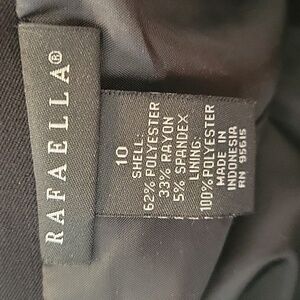 RAFAELLA®
10
SHELL:
62% POLYESTER
33% RAYON
5% SPANDEX
LINING:
100% POLYESTER
MADE IN
INDONESIA
RN 95615